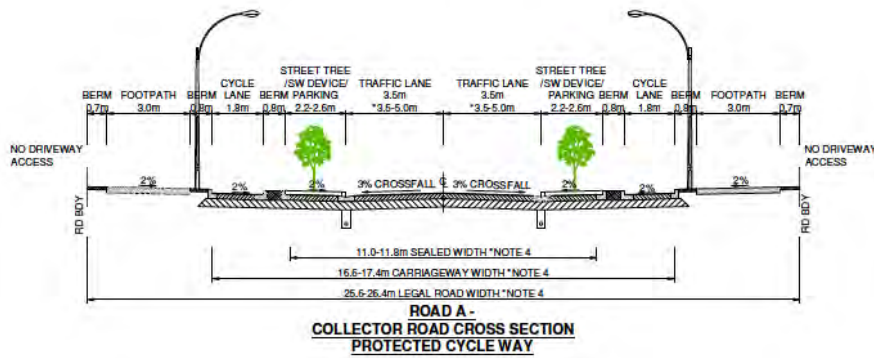 STREET TREE
/SW DEVICE/
PARKING
2.2-2.6m
STREET TREE
/SW DEVICE/
PARKING
2.2-2.6m
BERM FOOTPATH BERM CYCLE LANE BERM TRAFFIC LANE TRAFFIC LANE BERM CYCLE LANE BERM FOOTPATH BERM
3.5m 3.5m
0.7m 3.0m 0.8m 1.8m 0.8m *3.5-5.0m *3.5-5.0m 0.8m 1.8m 0.8m 3.0m 0.7m
NO DRIVEWAY
ACCESS
NO DRIVEWAY
ACCESS
2% 2% 2% 3% CROSSFALL 3% CROSSFALL 2% 2% 2%
RD BDY
RD BDY
11.0-11.8m SEALED WIDTH *NOTE 4
16.6-17.4m CARRIAGEWAY WIDTH *NOTE 4
25.6-26.4m LEGAL ROAD WIDTH *NOTE 4
ROAD A -
COLLECTOR ROAD CROSS SECTION
PROTECTED CYCLE WAY